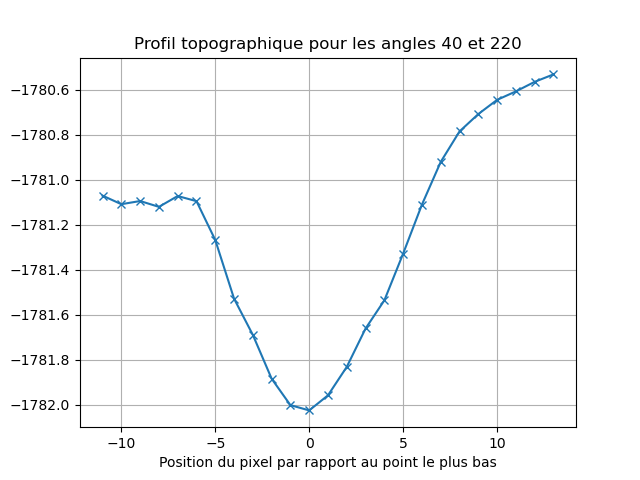 Profil topographique pour les angles 40 et 220
−1780.6
−1780.8
−1781.0
−1781.2
−1781.4
−1781.6
−1781.8
−1782.0
−10 −5 0 5 10
Position du pixel par rapport au point le plus bas